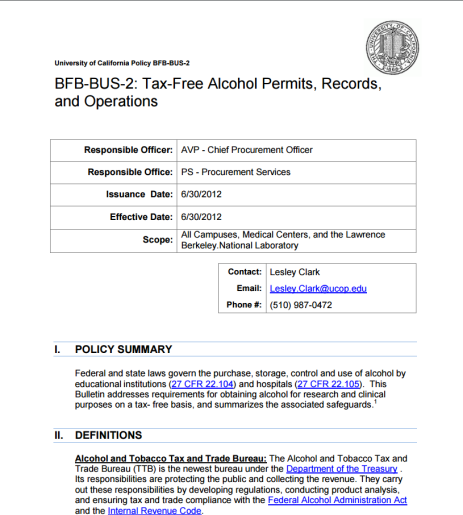 University of California Policy BFB-BUS-2
BFB-BUS-2: Tax-Free Alcohol Permits, Records,
and Operations
Responsible Officer: AVP - Chief Procurement Officer
Responsible Office: PS - Procurement Services
Issuance Date: 6/30/2012
Effective Date: 6/30/2012
Scope: All Campuses, Medical Centers, and the Lawrence
Berkeley.National Laboratory
Contact: Lesley Clark
Email: Lesley.Clark@ucop.edu
Phone #: (510) 987-0472
I. POLICY SUMMARY
Federal and state laws govern the purchase, storage, control and use of alcohol by
educational institutions (27 CFR 22.104) and hospitals (27 CFR 22.105). This
Bulletin addresses requirements for obtaining alcohol for research and clinical
purposes on a tax- free basis, and summarizes the associated safeguards.1
II. DEFINITIONS
Alcohol and Tobacco Tax and Trade Bureau: The Alcohol and Tobacco Tax and
Trade Bureau (TTB) is the newest bureau under the Department of the Treasury .
Its responsibilities are protecting the public and collecting the revenue. They carry
out these responsibilities by developing regulations, conducting product analysis,
and ensuring tax and trade compliance with the Federal Alcohol Administration Act
and the Internal Revenue Code.